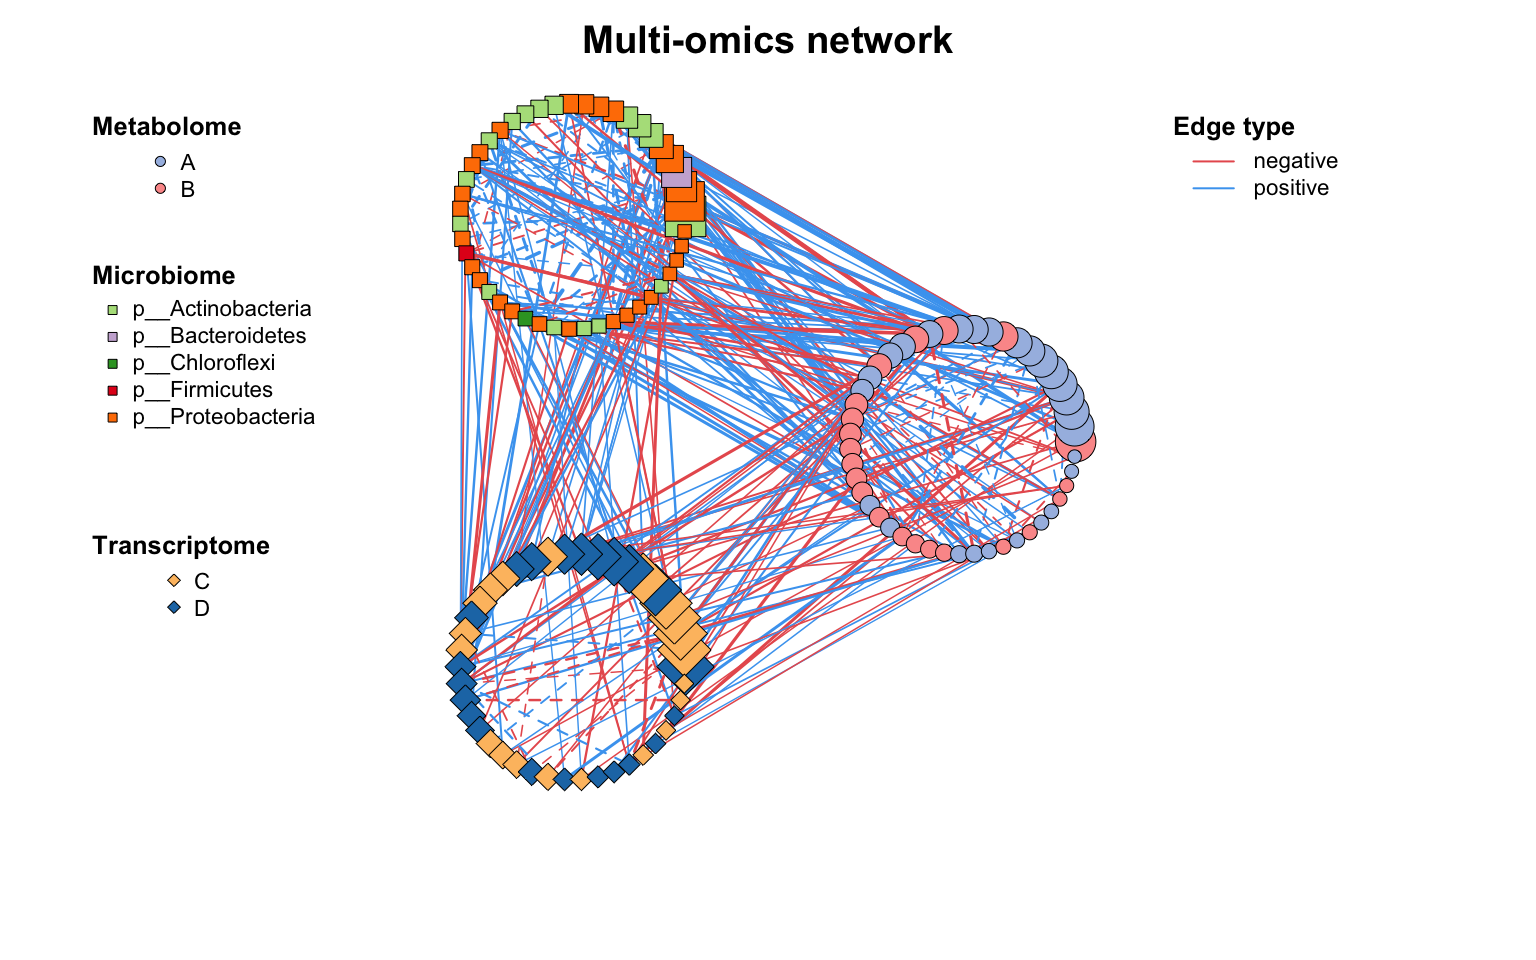 Multi-omics network
Metabolome
A
B
Microbiome
p__Actinobacteria
p__Bacteroidetes
p__Chloroflexi
p__Firmicutes
p__Proteobacteria
Transcriptome
C
D
Edge type
negative
positive